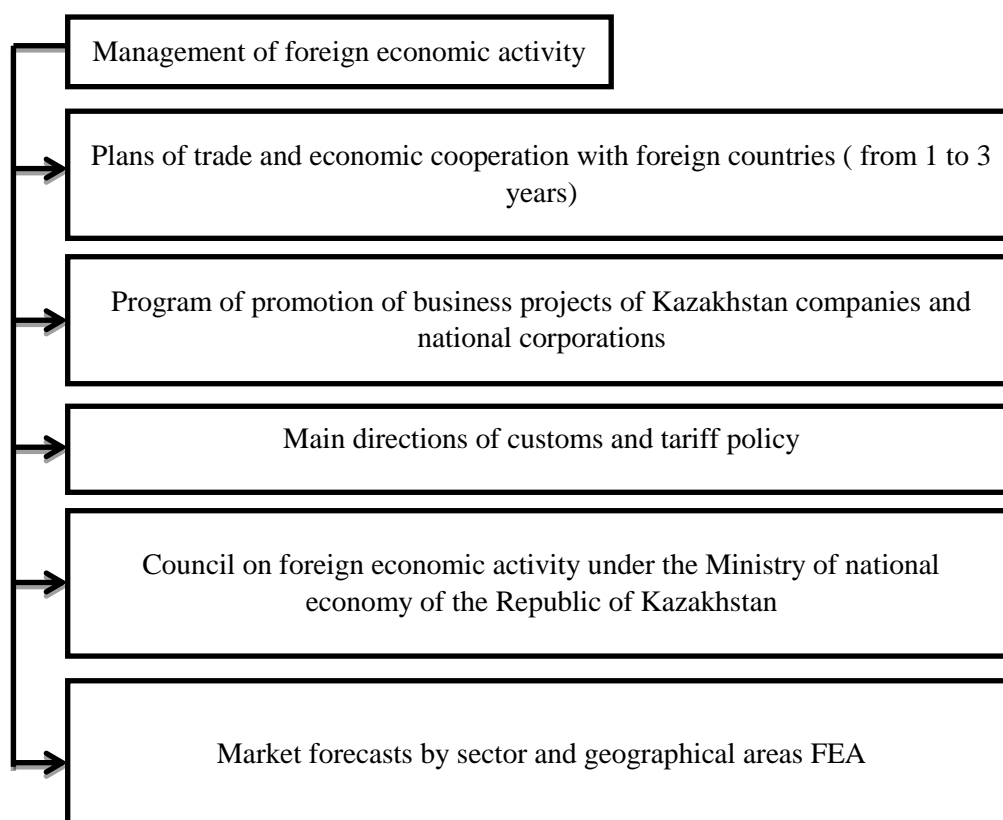 Management of foreign economic activity
Plans of trade and economic cooperation with foreign countries ( from 1 to 3
years)
Program of promotion of business projects of Kazakhstan companies and
national corporations
Main directions of customs and tariff policy
Council on foreign economic activity under the Ministry of national
economy of the Republic of Kazakhstan
Market forecasts by sector and geographical areas FEA